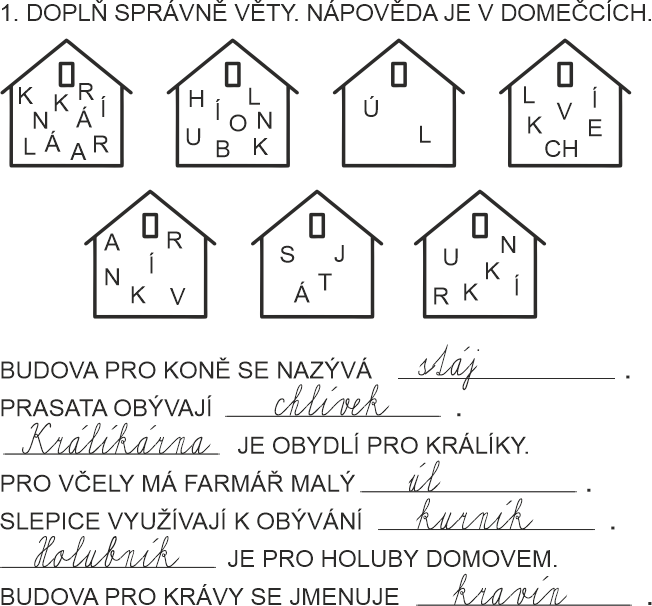 1. DOPLŇ SPRÁVNĚ VĚTY. NÁPOVĚDA JE V DOMEČCÍCH.
K K R Í N Á L Á A R
H Í L O N U B K
Ú L
L V Í K E CH
A R Í N K V
S J T Á
U N K R K Í
BUDOVA PRO KONĚ SE NAZÝVÁ stáj .
PRASATA OBÝVAJÍ chlívek .
Králíkárna JE OBYDLÍ PRO KRÁLÍKY.
PRO VČELY MÁ FARMÁŘ MALÝ úl .
SLEPICE VYUŽÍVAJÍ K OBÝVÁNÍ kurník .
Holubník JE PRO HOLUBY DOMOVEM.
BUDOVA PRO KRÁVY SE JMENUJE kravín .